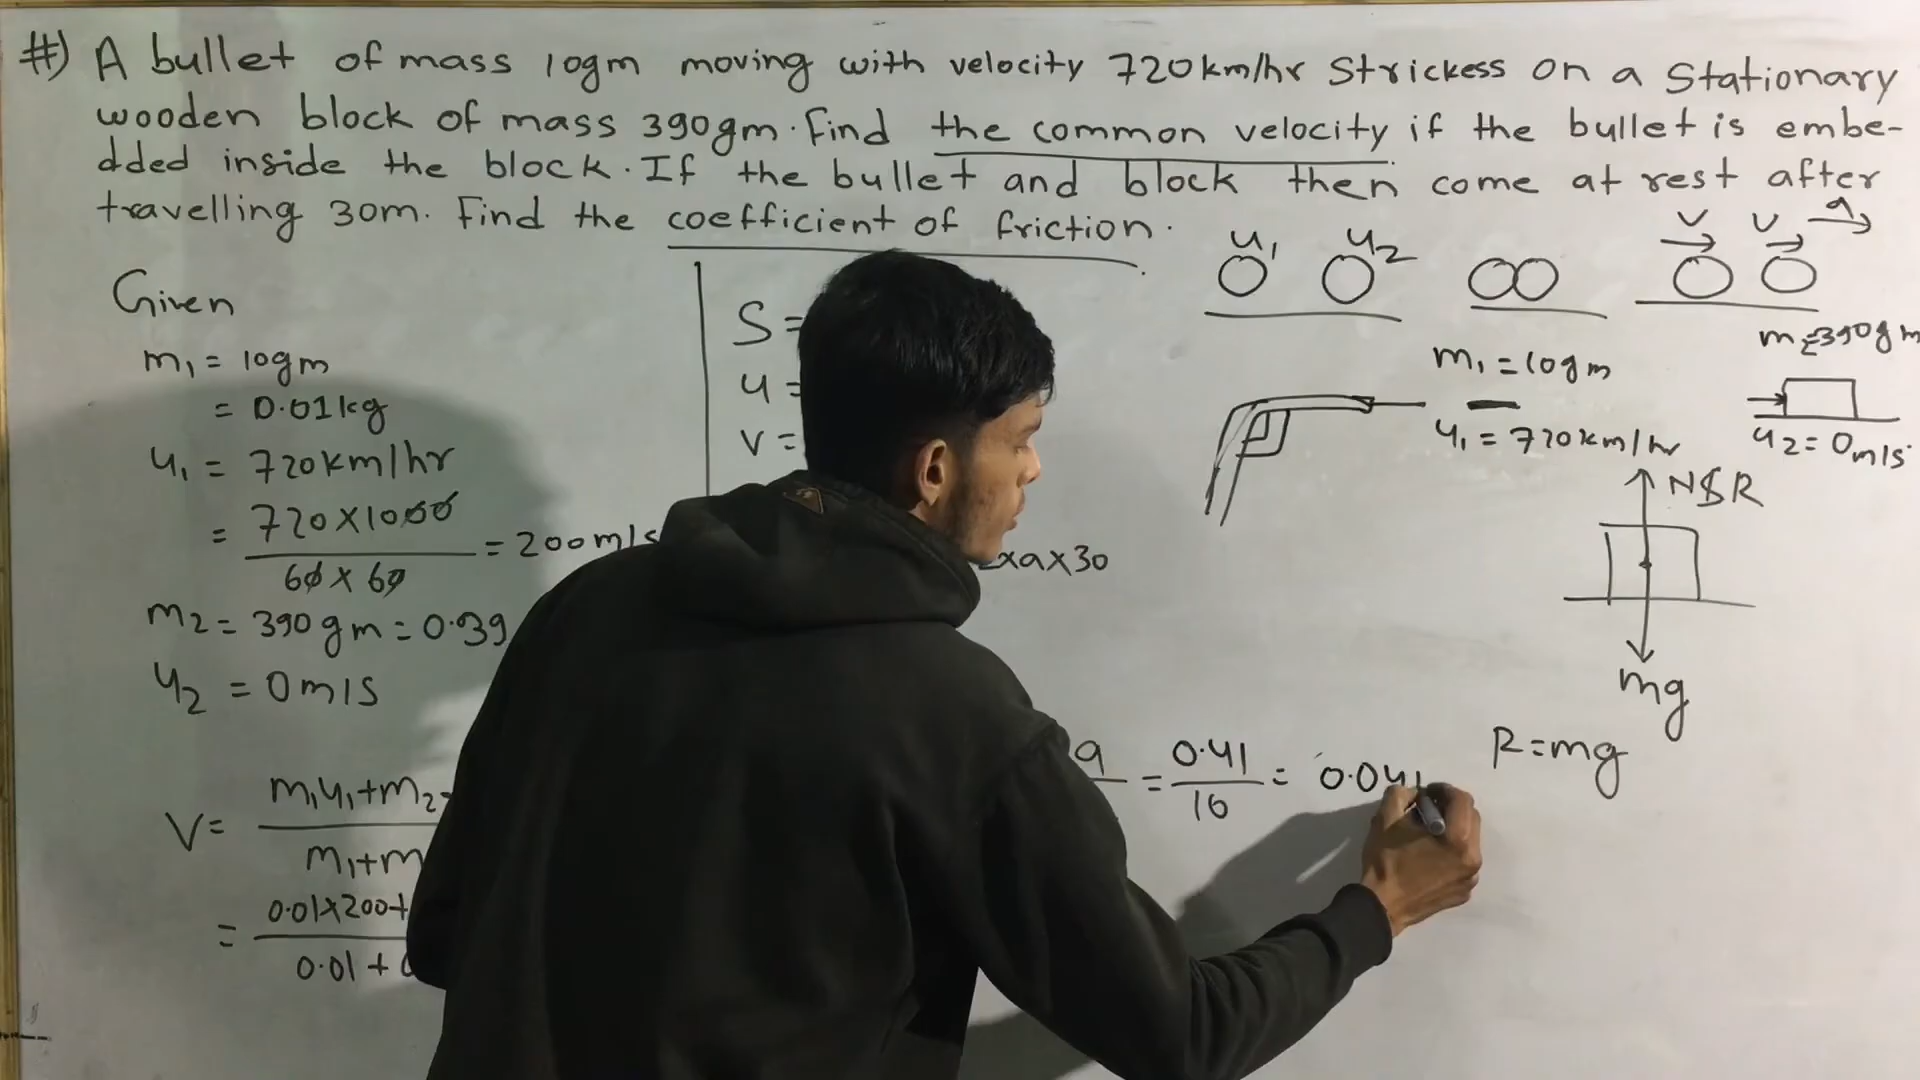 #) A bullet of mass 10gm moving with velocity 720km/hr Strickess on a Stationary
wooden block of mass 390gm. Find the common velocity if the bullet is embe-
dded inside the block. If the bullet and block then come at rest after
travelling 30m. Find the coefficient of friction.
Given
m₁ = 10gm
= 0.01kg
u₁ = 720km/hr
= 720×1000 / 60×60 = 200m/s
m₂ = 390gm = 0.39
u₂ = 0m/s
V= m₁u₁+m₂ / m₁+m
= 0.01×200+ / 0.01+
S=
u=
v=
×a×30
a = 0.41 / 10 = 0.041
u₁ u₂
V V a
m₁ = 10gm
u₁ = 720km/hr
m₂=390gm
u₂= 0m/s
N$R
mg
R=mg